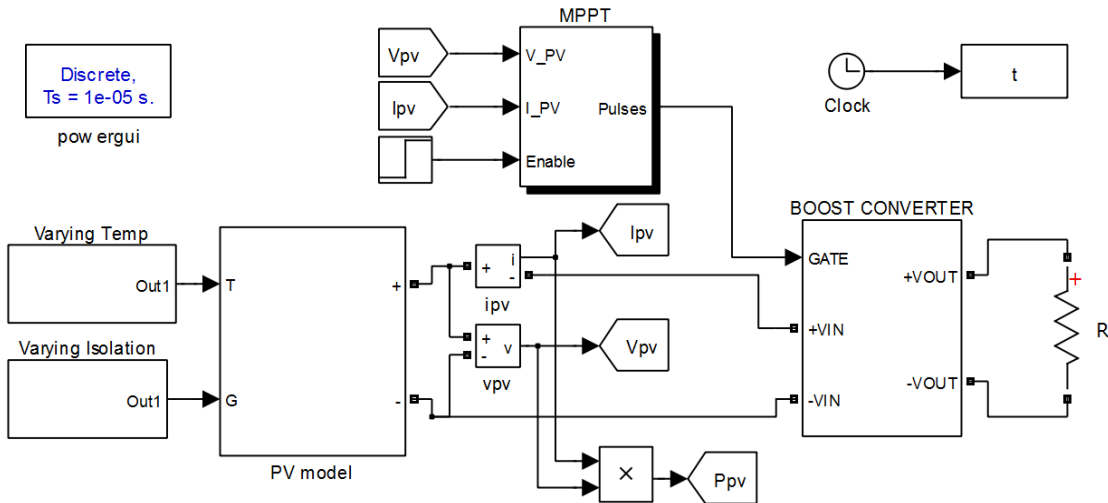 MPPT
Discrete,
Ts = 1e-05 s.
pow ergui
Vpv
V_PV
Ipv
I_PV
Pulses
Enable
Clock
t
Varying Temp
Out1
T
+
Varying Isolation
Out1
G
-
PV model
+
i
-
ipv
+
-
v
vpv
Ipv
Vpv
×
Ppv
BOOST CONVERTER
GATE
+VOUT
+VIN
-VOUT
-VIN
+
R